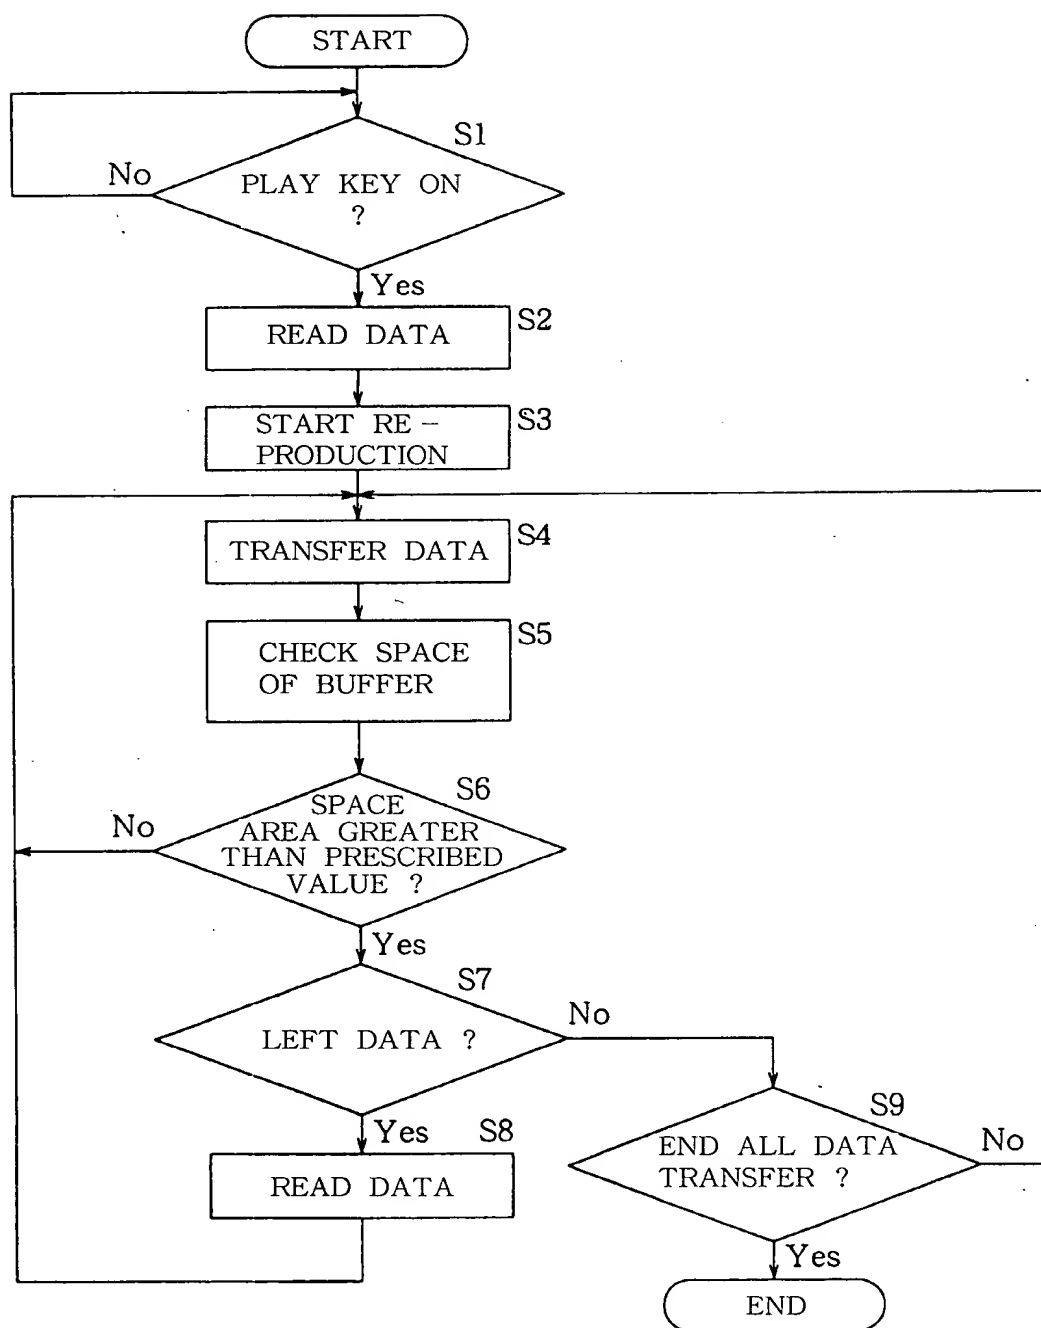 START
S1
No
PLAY KEY ON
?
Yes
S2
READ DATA
S3
START RE-
PRODUCTION
S4
TRANSFER DATA
S5
CHECK SPACE
OF BUFFER
S6
No
SPACE
AREA GREATER
THAN PRESCRIBED
VALUE ?
Yes
S7
No
LEFT DATA ?
Yes
S8
READ DATA
S9
No
END ALL DATA
TRANSFER ?
Yes
END